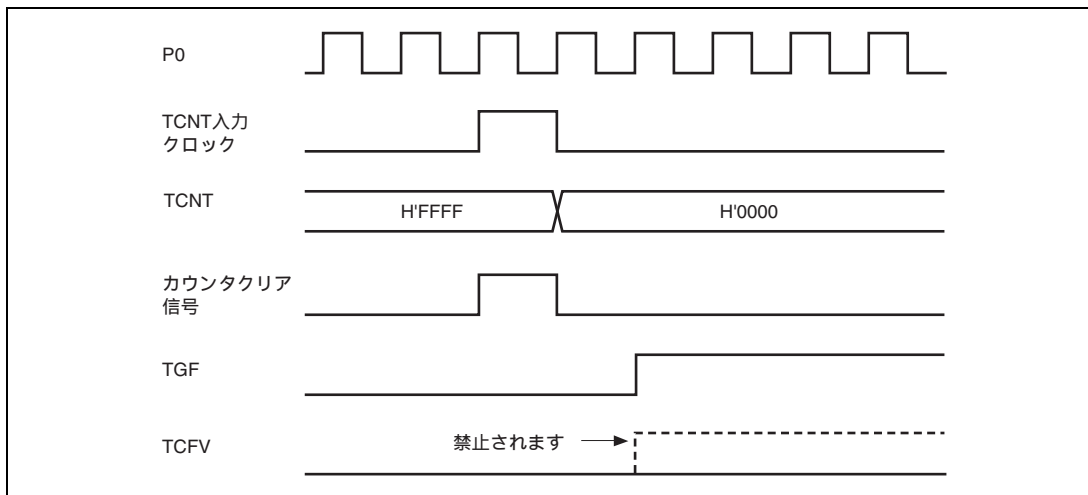 P0
TCNT入力
クロック
TCNT
H'FFFF
H'0000
カウンタクリア
信号
TGF
TCFV
禁止されます